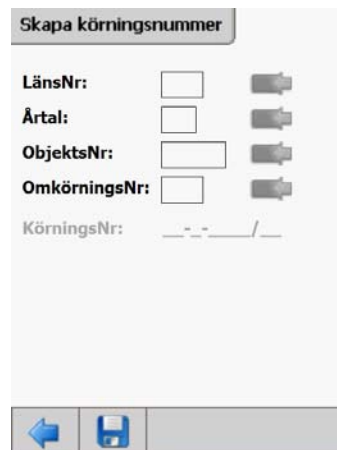 Skapa körningsnummer
LänsNr:
Årtal:
ObjektsNr:
OmkörningsNr:
KörningsNr: __-_-____/__